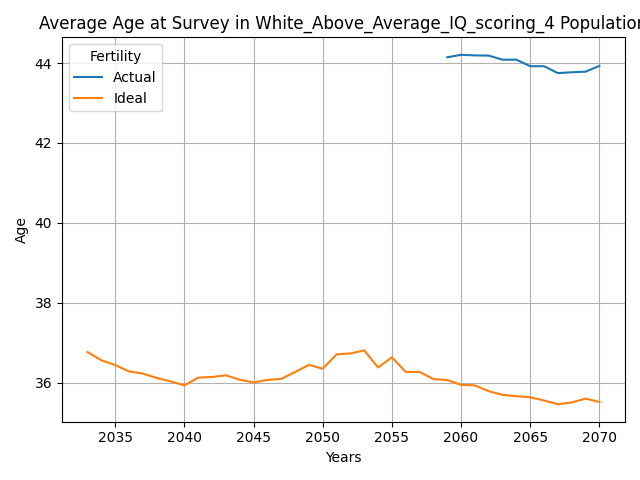 Average Age at Survey in White_Above_Average_IQ_scoring_4 Population
Fertility
Actual
Ideal
44
42
40
38
36
Age
2035 2040 2045 2050 2055 2060 2065 2070
Years